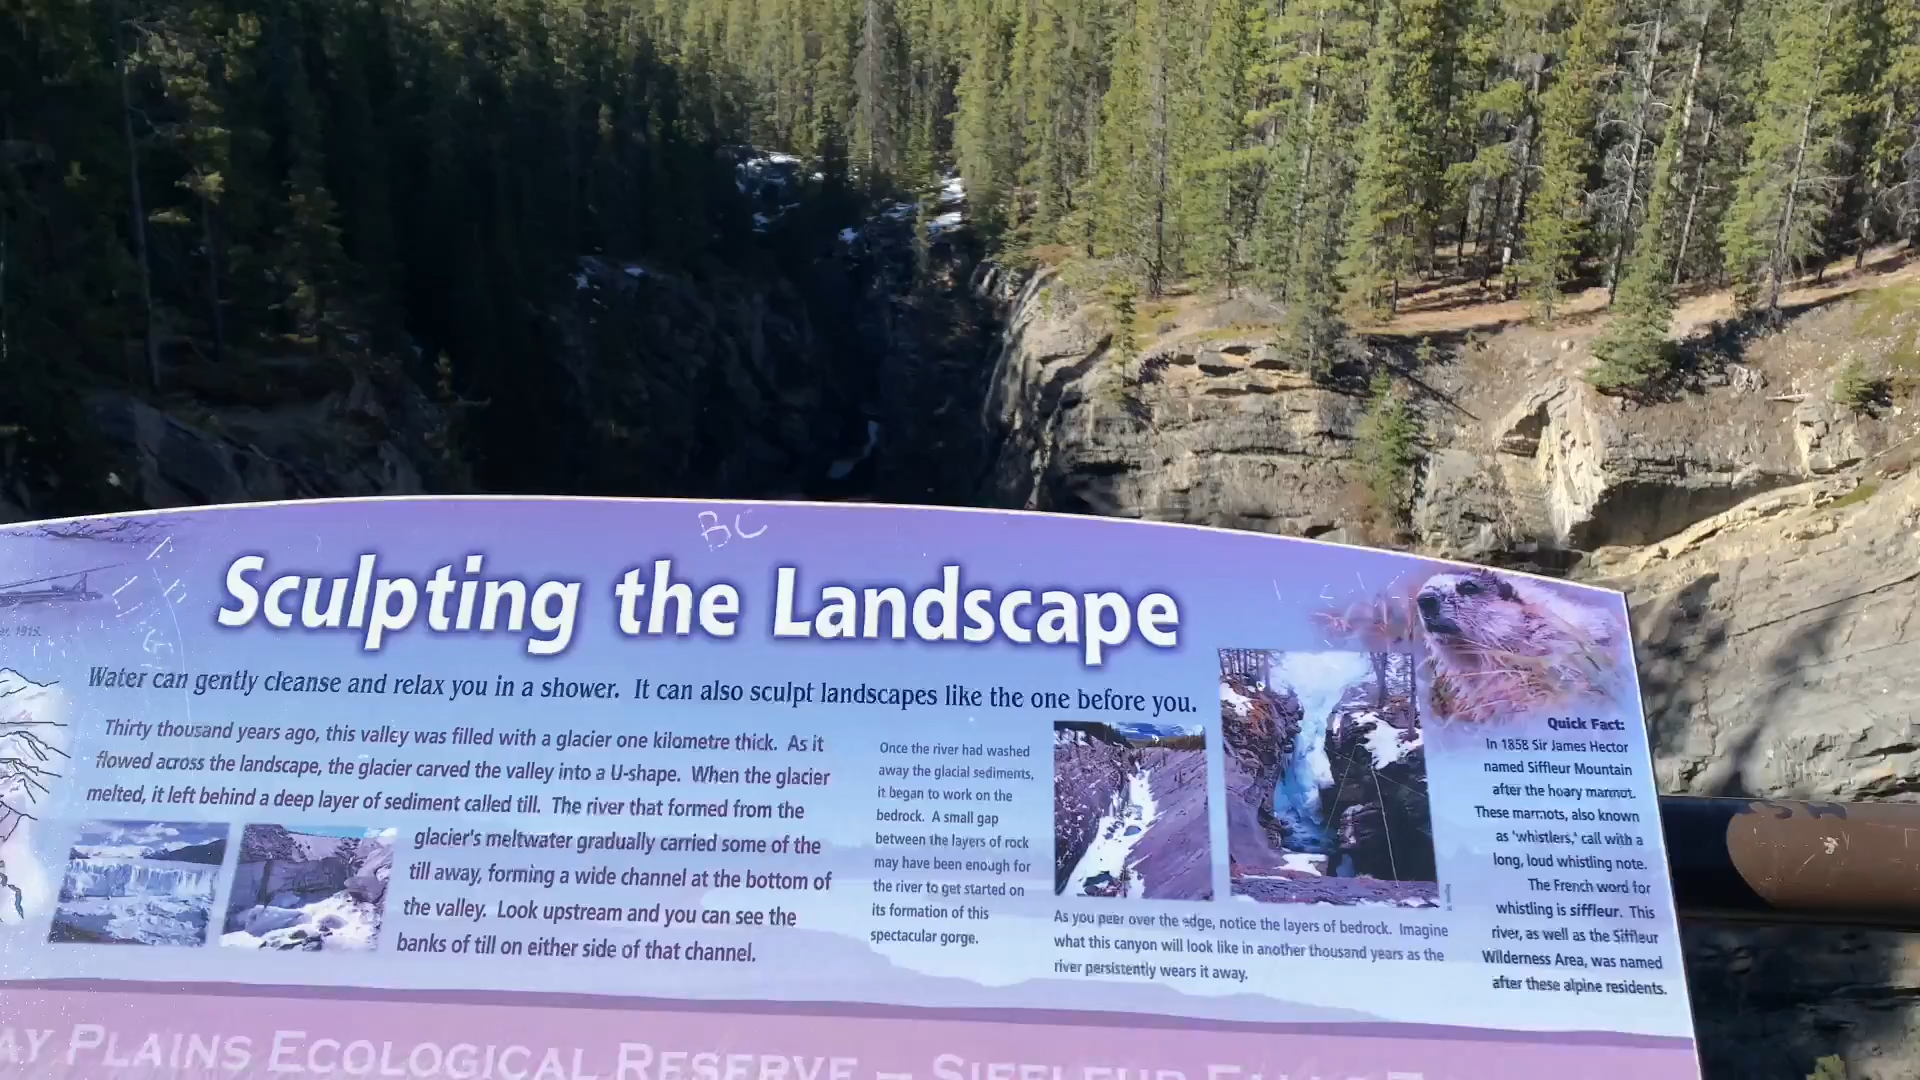 BC
Sculpting the Landscape
Water can gently cleanse and relax you in a shower. It can also sculpt landscapes like the one before you.
Thirty thousand years ago, this valley was filled with a glacier one kilometre thick. As it
flowed across the landscape, the glacier carved the valley into a U-shape. When the glacier
melted, it left behind a deep layer of sediment called till. The river that formed from the
glacier's meltwater gradually carried some of the
till away, forming a wide channel at the bottom of
the valley. Look upstream and you can see the
banks of till on either side of that channel.
Once the river had washed
away the glacial sediments,
it began to work on the
bedrock. A small gap
between the layers of rock
may have been enough for
the river to get started on
its formation of this
spectacular gorge.
As you peer over the edge, notice the layers of bedrock. Imagine
what this canyon will look like in another thousand years as the
river persistently wears it away.
Quick Fact:
In 1858 Sir James Hector
named Siffleur Mountain
after the hoary marmot.
These marmots, also known
as 'whistlers,' call with a
long, loud whistling note.
The French word for
whistling is siffleur. This
river, as well as the Siffleur
Wilderness Area, was named
after these alpine residents.
1915.
AY PLAINS ECOLOGICAL RESERVE – SIFFLEUR